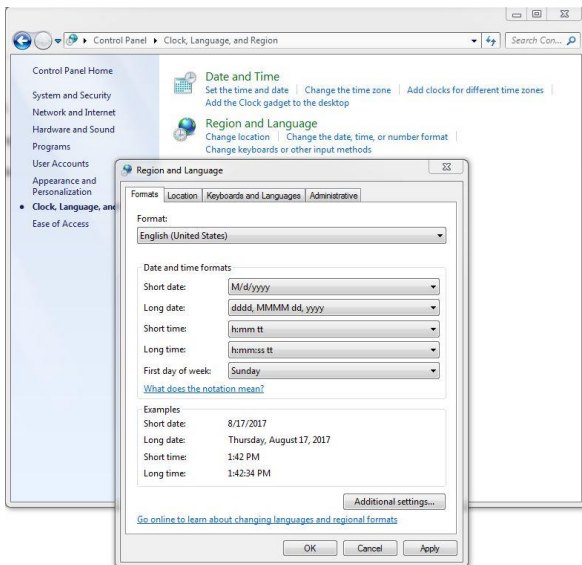 Control Panel ▸ Clock, Language, and Region
Search Con...
Control Panel Home
System and Security
Network and Internet
Hardware and Sound
Programs
User Accounts
Appearance and
Personalization
Clock, Language, and
Ease of Access
Date and Time
Set the time and date | Change the time zone | Add clocks for different time zones |
Add the Clock gadget to the desktop
Region and Language
Change location | Change the date, time, or number format |
Change keyboards or other input methods
Region and Language
Formats Location Keyboards and Languages Administrative
Format:
English (United States)
Date and time formats
Short date: M/d/yyyy
Long date: dddd, MMMM dd, yyyy
Short time: h:mm tt
Long time: h:mm:ss tt
First day of week: Sunday
What does the notation mean?
Examples
Short date: 8/17/2017
Long date: Thursday, August 17, 2017
Short time: 1:42 PM
Long time: 1:42:34 PM
Additional settings...
Go online to learn about changing languages and regional formats
OK Cancel Apply